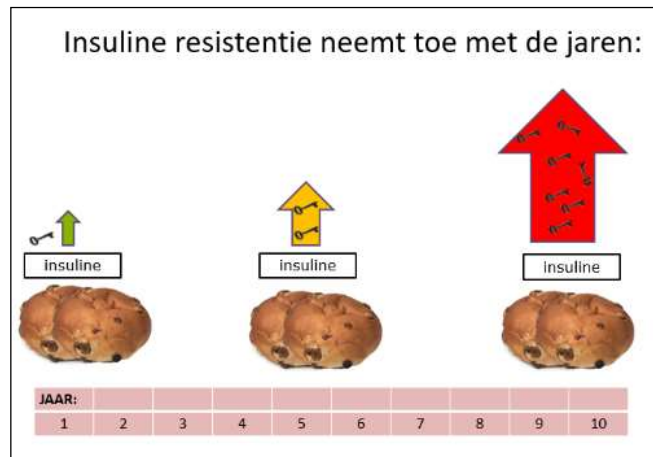 Insuline resistentie neemt toe met de jaren:
insuline
insuline
insuline
JAAR:
1 2 3 4 5 6 7 8 9 10